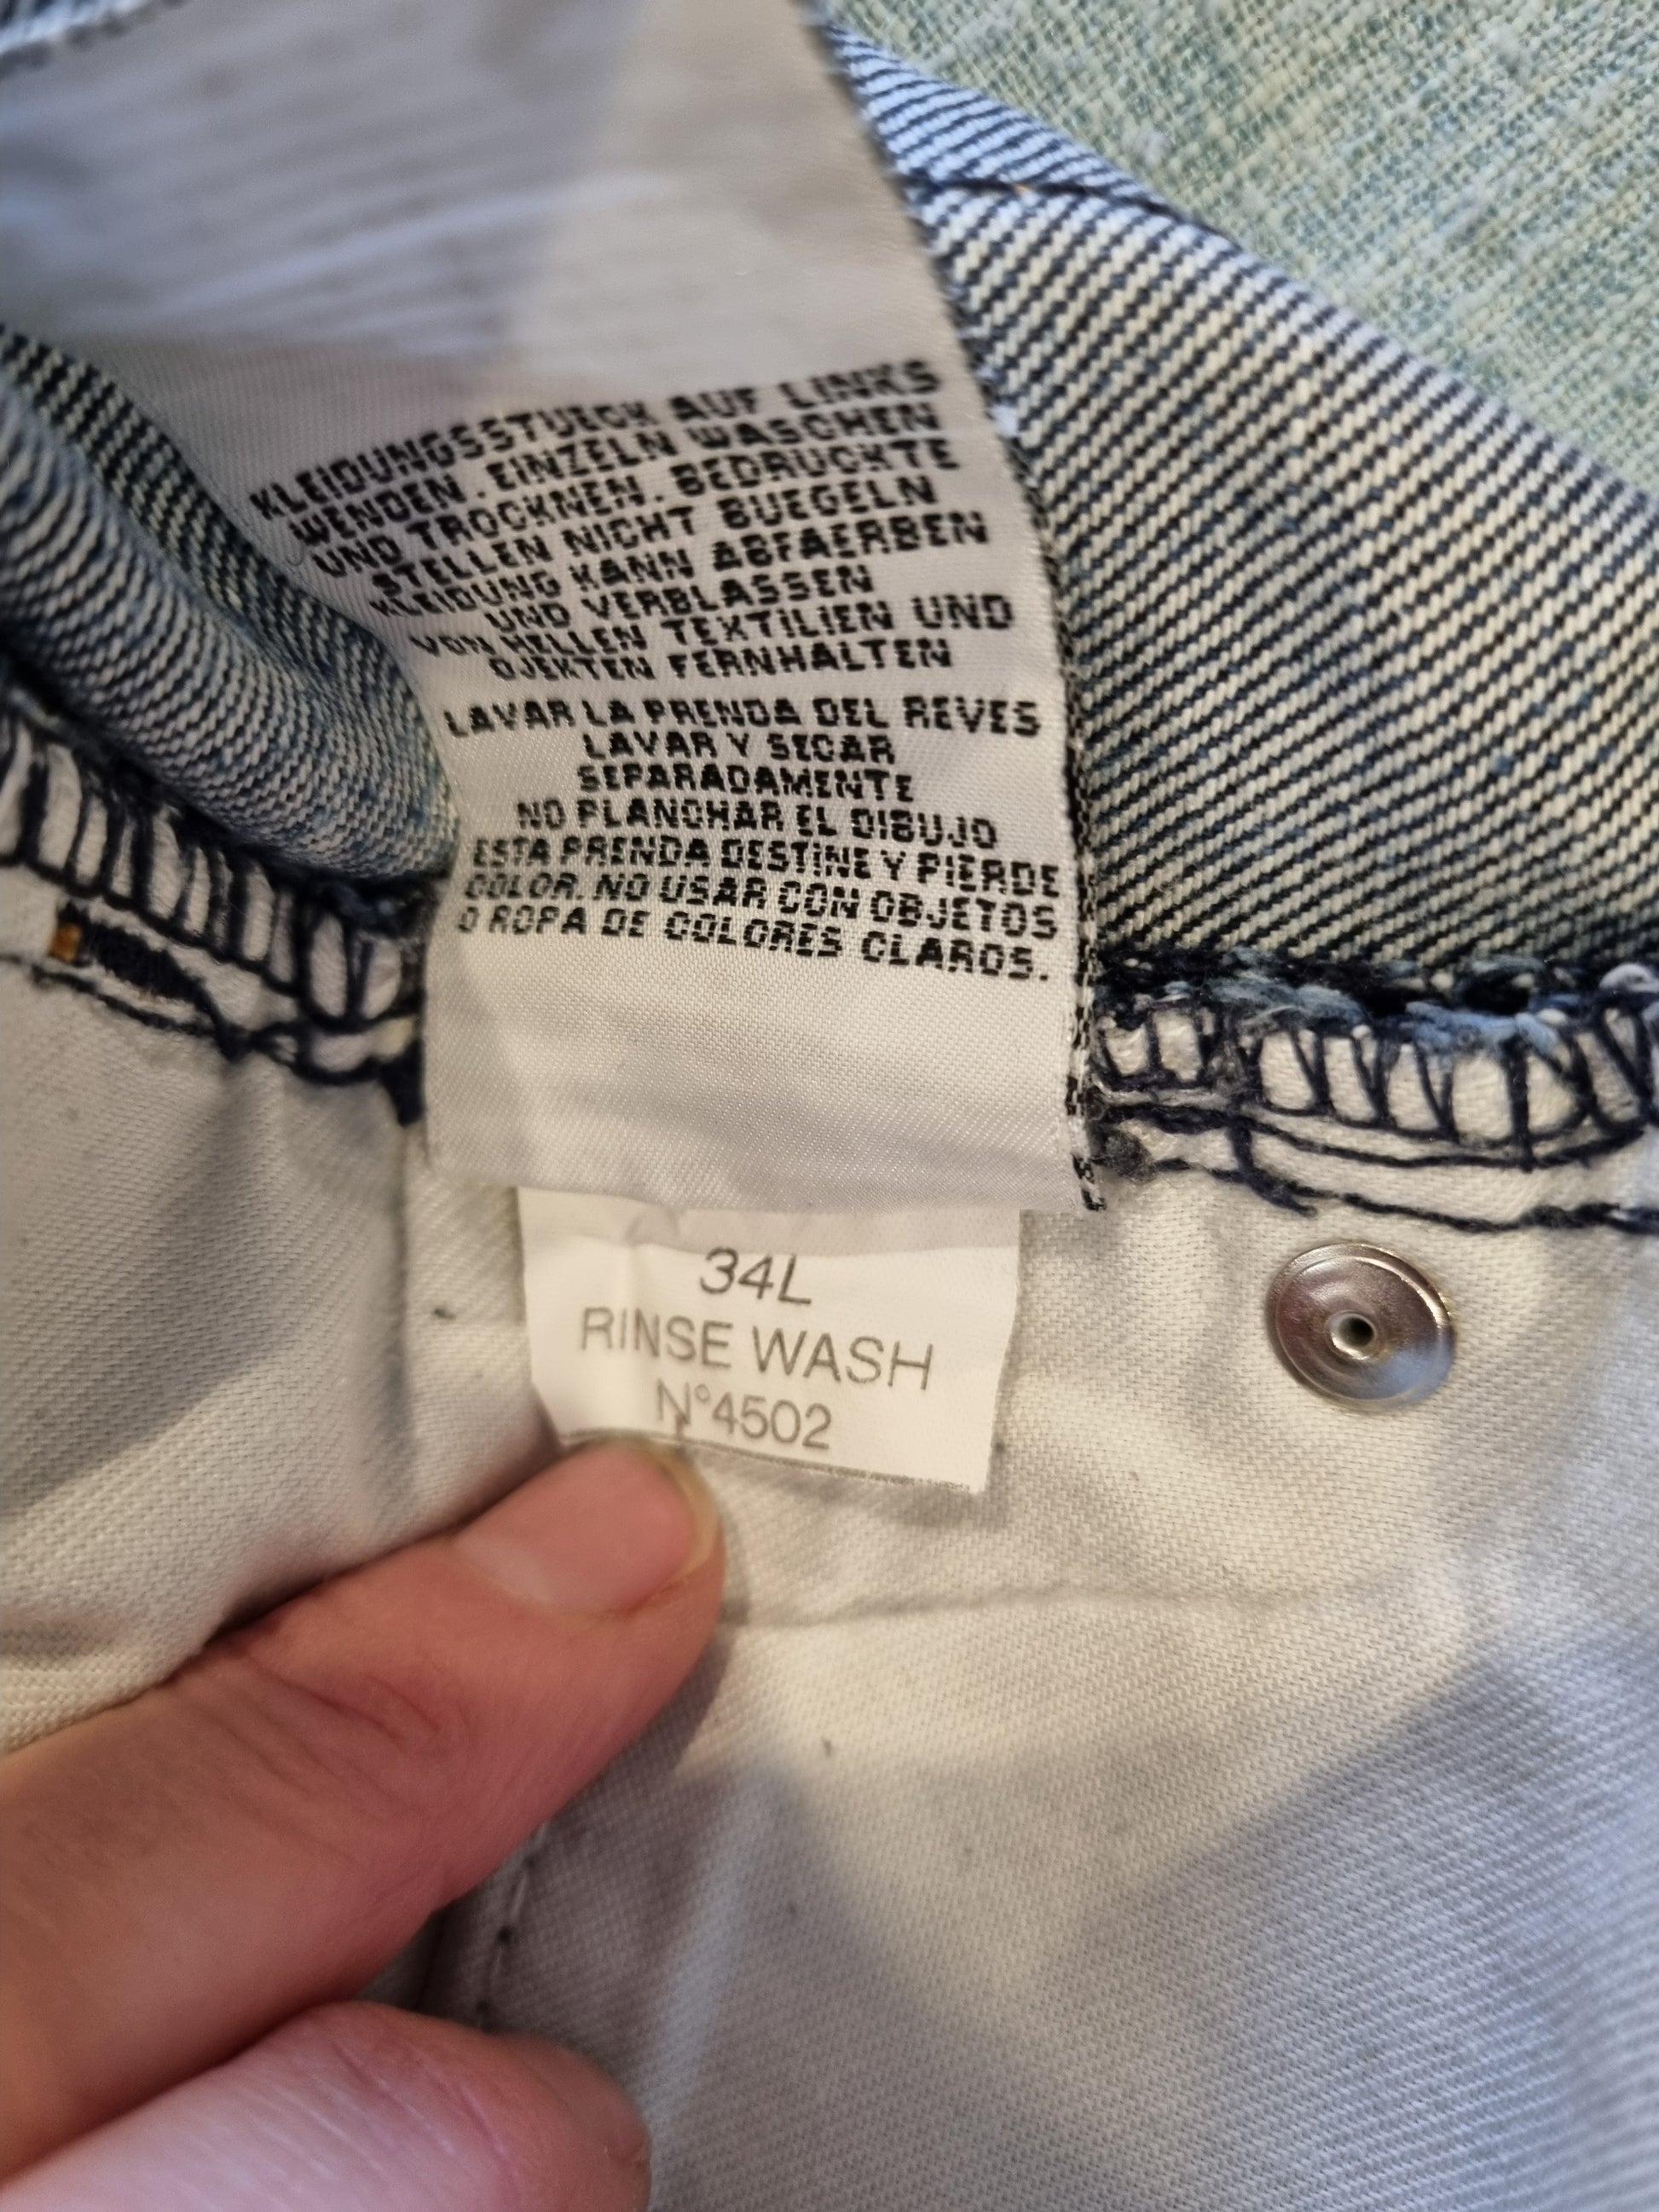 KLEIDUNGSSTUECK AUF LINKS
WENDEN. EINZELN WASCHEN
UND TROCKNEN. BEDRUCKTE
STELLEN NICHT BUEGELN
KLEIDUNG KANN ABFAERBEN
UND VERBLASSEN
VON HELLEN TEXTILIEN UND
OJEKTEN FERNHALTEN
LAVAR LA PRENDA DEL REVES
LAVAR Y SECAR
SEPARADAMENTE
NO PLANCHAR EL DIBUJO
ESTA PRENDA DESTINE Y PIERDE
COLOR. NO USAR CON OBJETOS
O ROPA DE COLORES CLAROS.
34L
RINSE WASH
N°4502